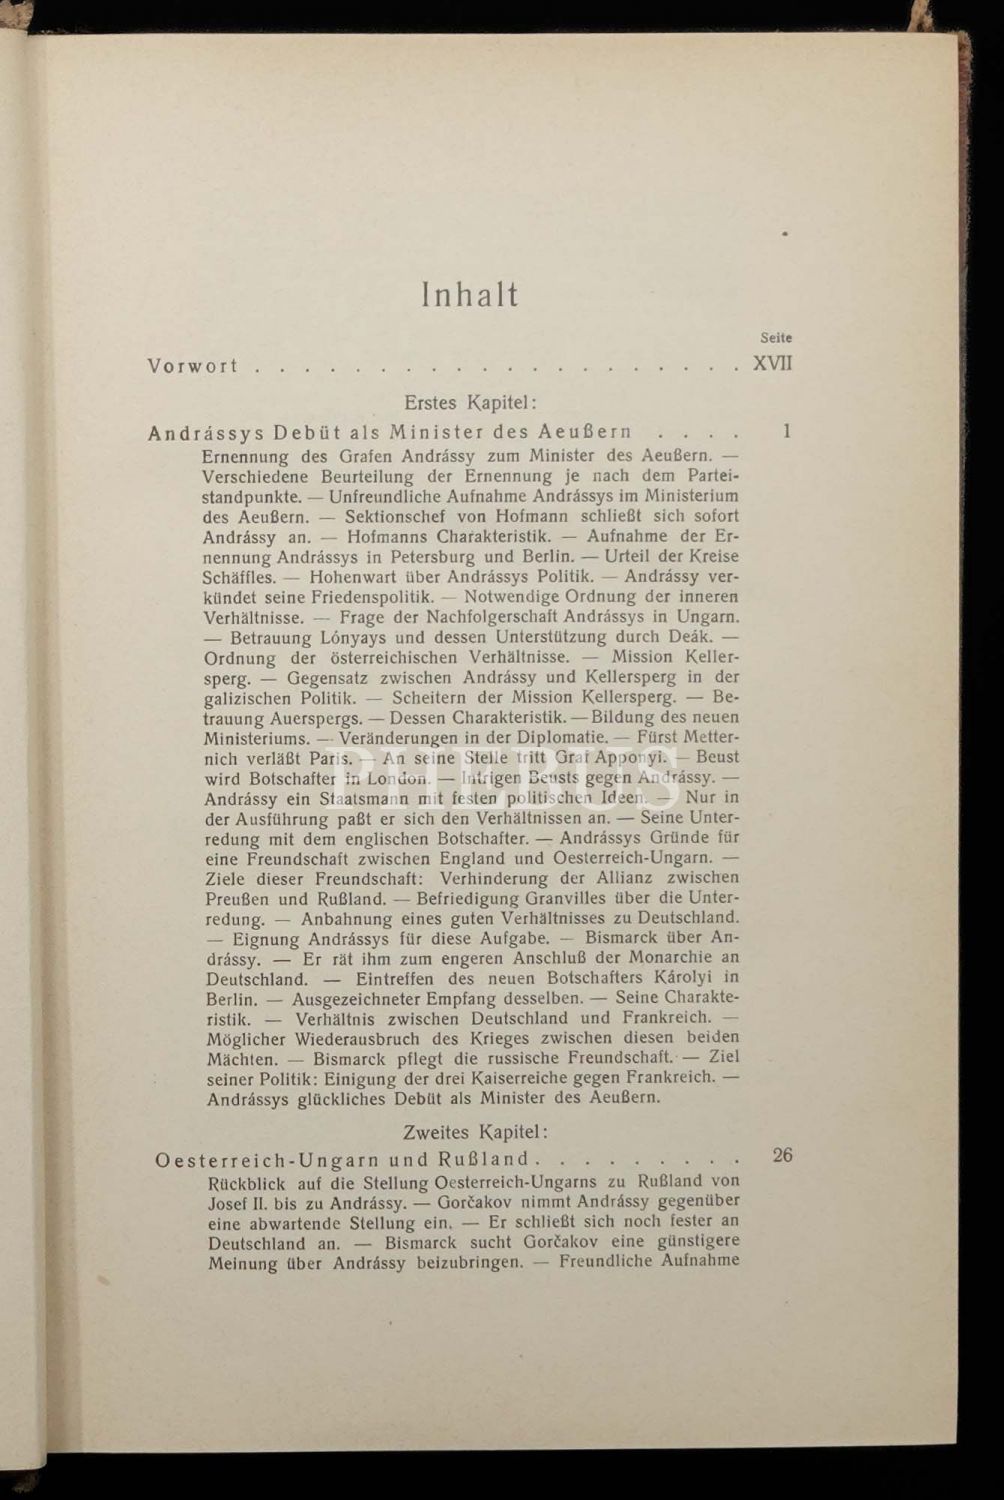 Inhalt
Seite
Vorwort . . . . . . . . . . . . . . . . . . . . XVII
Erstes Kapitel:
Andrássys Debüt als Minister des Aeußern . . . . 1
Ernennung des Grafen Andrássy zum Minister des Aeußern. —
Verschiedene Beurteilung der Ernennung je nach dem Partei-
standpunkte. — Unfreundliche Aufnahme Andrássys im Ministerium
des Aeußern. — Sektionschef von Hofmann schließt sich sofort
Andrássy an. — Hofmanns Charakteristik. — Aufnahme der Er-
nennung Andrássys in Petersburg und Berlin. — Urteil der Kreise
Schäffles. — Hohenwart über Andrássys Politik. — Andrássy ver-
kündet seine Friedenspolitik. — Notwendige Ordnung der inneren
Verhältnisse. — Frage der Nachfolgerschaft Andrássys in Ungarn.
— Betrauung Lónyays und dessen Unterstützung durch Deák. —
Ordnung der österreichischen Verhältnisse. — Mission Keller-
sperg. — Gegensatz zwischen Andrássy und Kellersperg in der
galizischen Politik. — Scheitern der Mission Kellersperg. — Be-
trauung Auerspergs. — Dessen Charakteristik. — Bildung des neuen
Ministeriums. — Veränderungen in der Diplomatie. — Fürst Metter-
nich verläßt Paris. — An seine Stelle tritt Graf Apponyi. — Beust
wird Botschafter in London. — Intrigen Beusts gegen Andrássy. —
Andrássy ein Staatsmann mit festen politischen Ideen. — Nur in
der Ausführung paßt er sich den Verhältnissen an. — Seine Unter-
redung mit dem englischen Botschafter. — Andrássys Gründe für
eine Freundschaft zwischen England und Oesterreich-Ungarn. —
Ziele dieser Freundschaft: Verhinderung der Allianz zwischen
Preußen und Rußland. — Befriedigung Granvilles über die Unter-
redung. — Anbahnung eines guten Verhältnisses zu Deutschland.
— Eignung Andrássys für diese Aufgabe. — Bismarck über An-
drássy. — Er rät ihm zum engeren Anschluß der Monarchie an
Deutschland. — Eintreffen des neuen Botschafters Károlyi in
Berlin. — Ausgezeichneter Empfang desselben. — Seine Charakte-
ristik. — Verhältnis zwischen Deutschland und Frankreich. —
Möglicher Wiederausbruch des Krieges zwischen diesen beiden
Mächten. — Bismarck pflegt die russische Freundschaft. — Ziel
seiner Politik: Einigung der drei Kaiserreiche gegen Frankreich. —
Andrássys glückliches Debüt als Minister des Aeußern.
PHEBUS
Zweites Kapitel:
Oesterreich-Ungarn und Rußland . . . . . . . . . 26
Rückblick auf die Stellung Oesterreich-Ungarns zu Rußland von
Josef II. bis zu Andrássy. — Gorčakov nimmt Andrássy gegenüber
eine abwartende Stellung ein. — Er schließt sich noch fester an
Deutschland an. — Bismarck sucht Gorčakov eine günstigere
Meinung über Andrássy beizubringen. — Freundliche Aufnahme